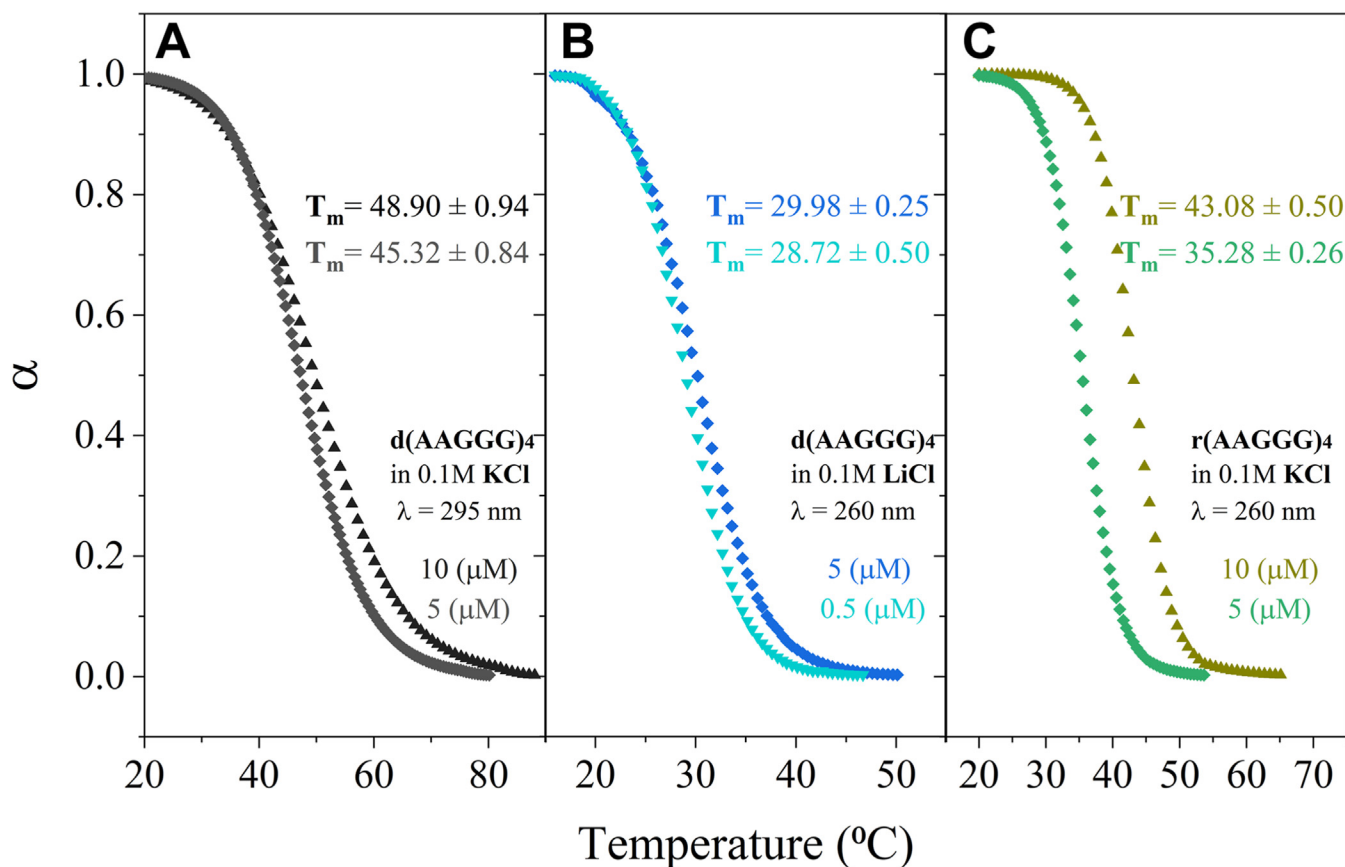 A
B
C
1.0
0.8
0.6
0.4
0.2
0.0
α
Tm= 48.90 ± 0.94
Tm= 45.32 ± 0.84
d(AAGGG)4
in 0.1M KCl
λ = 295 nm
10 (μM)
5 (μM)
Tm= 29.98 ± 0.25
Tm= 28.72 ± 0.50
d(AAGGG)4
in 0.1M LiCl
λ = 260 nm
5 (μM)
0.5 (μM)
Tm= 43.08 ± 0.50
Tm= 35.28 ± 0.26
r(AAGGG)4
in 0.1M KCl
λ = 260 nm
10 (μM)
5 (μM)
20 40 60 80
20 30 40 50
20 30 40 50 60 70
Temperature (ºC)